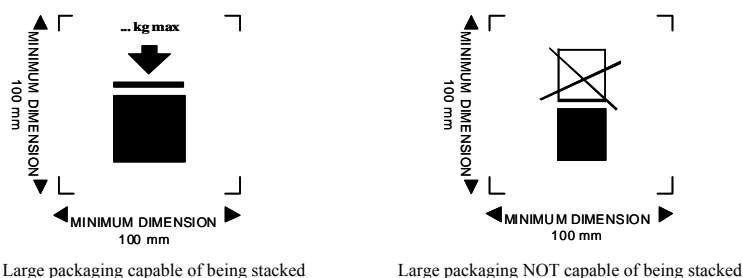 ... kg max
MINIMUM DIMENSION
100 mm
MINIMUM DIMENSION
100 mm
Large packaging capable of being stacked
MINIMUM DIMENSION
100 mm
MINIMUM DIMENSION
100 mm
Large packaging NOT capable of being stacked